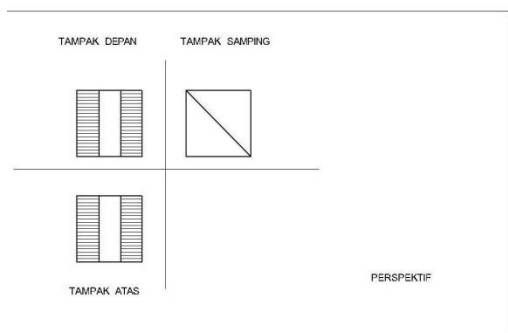 TAMPAK DEPAN
TAMPAK SAMPING
TAMPAK ATAS
PERSPEKTIF